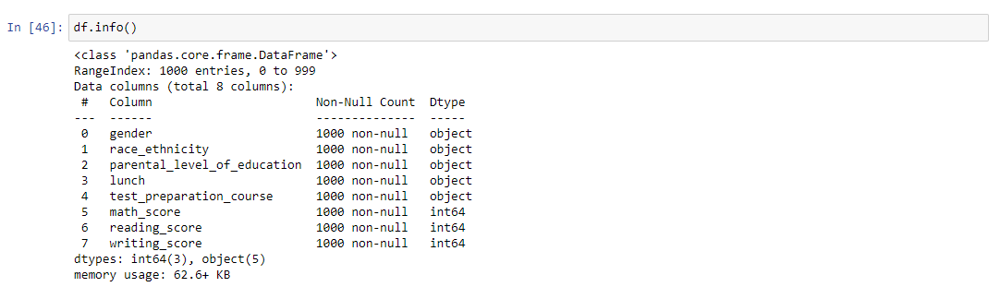 In [46]: df.info()
<class 'pandas.core.frame.DataFrame'>
RangeIndex: 1000 entries, 0 to 999
Data columns (total 8 columns):
 #   Column                       Non-Null Count  Dtype
---  ------                       --------------  -----
 0   gender                       1000 non-null   object
 1   race_ethnicity               1000 non-null   object
 2   parental_level_of_education  1000 non-null   object
 3   lunch                        1000 non-null   object
 4   test_preparation_course      1000 non-null   object
 5   math_score                   1000 non-null   int64
 6   reading_score                1000 non-null   int64
 7   writing_score                1000 non-null   int64
dtypes: int64(3), object(5)
memory usage: 62.6+ KB